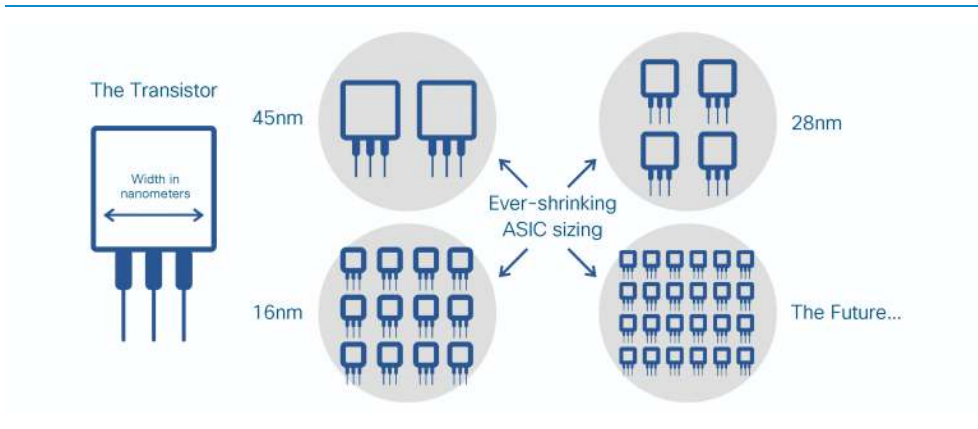 The Transistor
Width in
nanometers
45nm
28nm
Ever-shrinking
ASIC sizing
16nm
The Future...